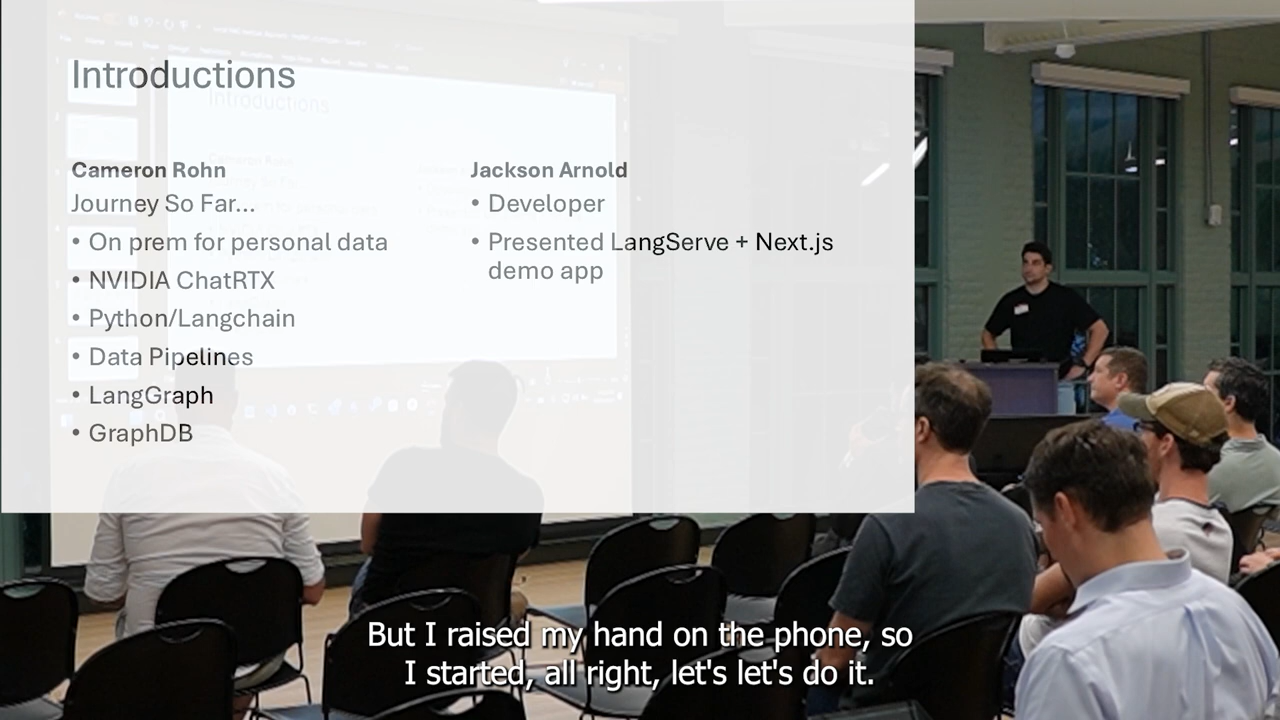 Introductions
Cameron Rohn
Journey So Far...
• On prem for personal data
• NVIDIA ChatRTX
• Python/Langchain
• Data Pipelines
• LangGraph
• GraphDB
Jackson Arnold
• Developer
• Presented LangServe + Next.js
demo app
Introductions
But I raised my hand on the phone, so
I started, all right, let's let's do it.